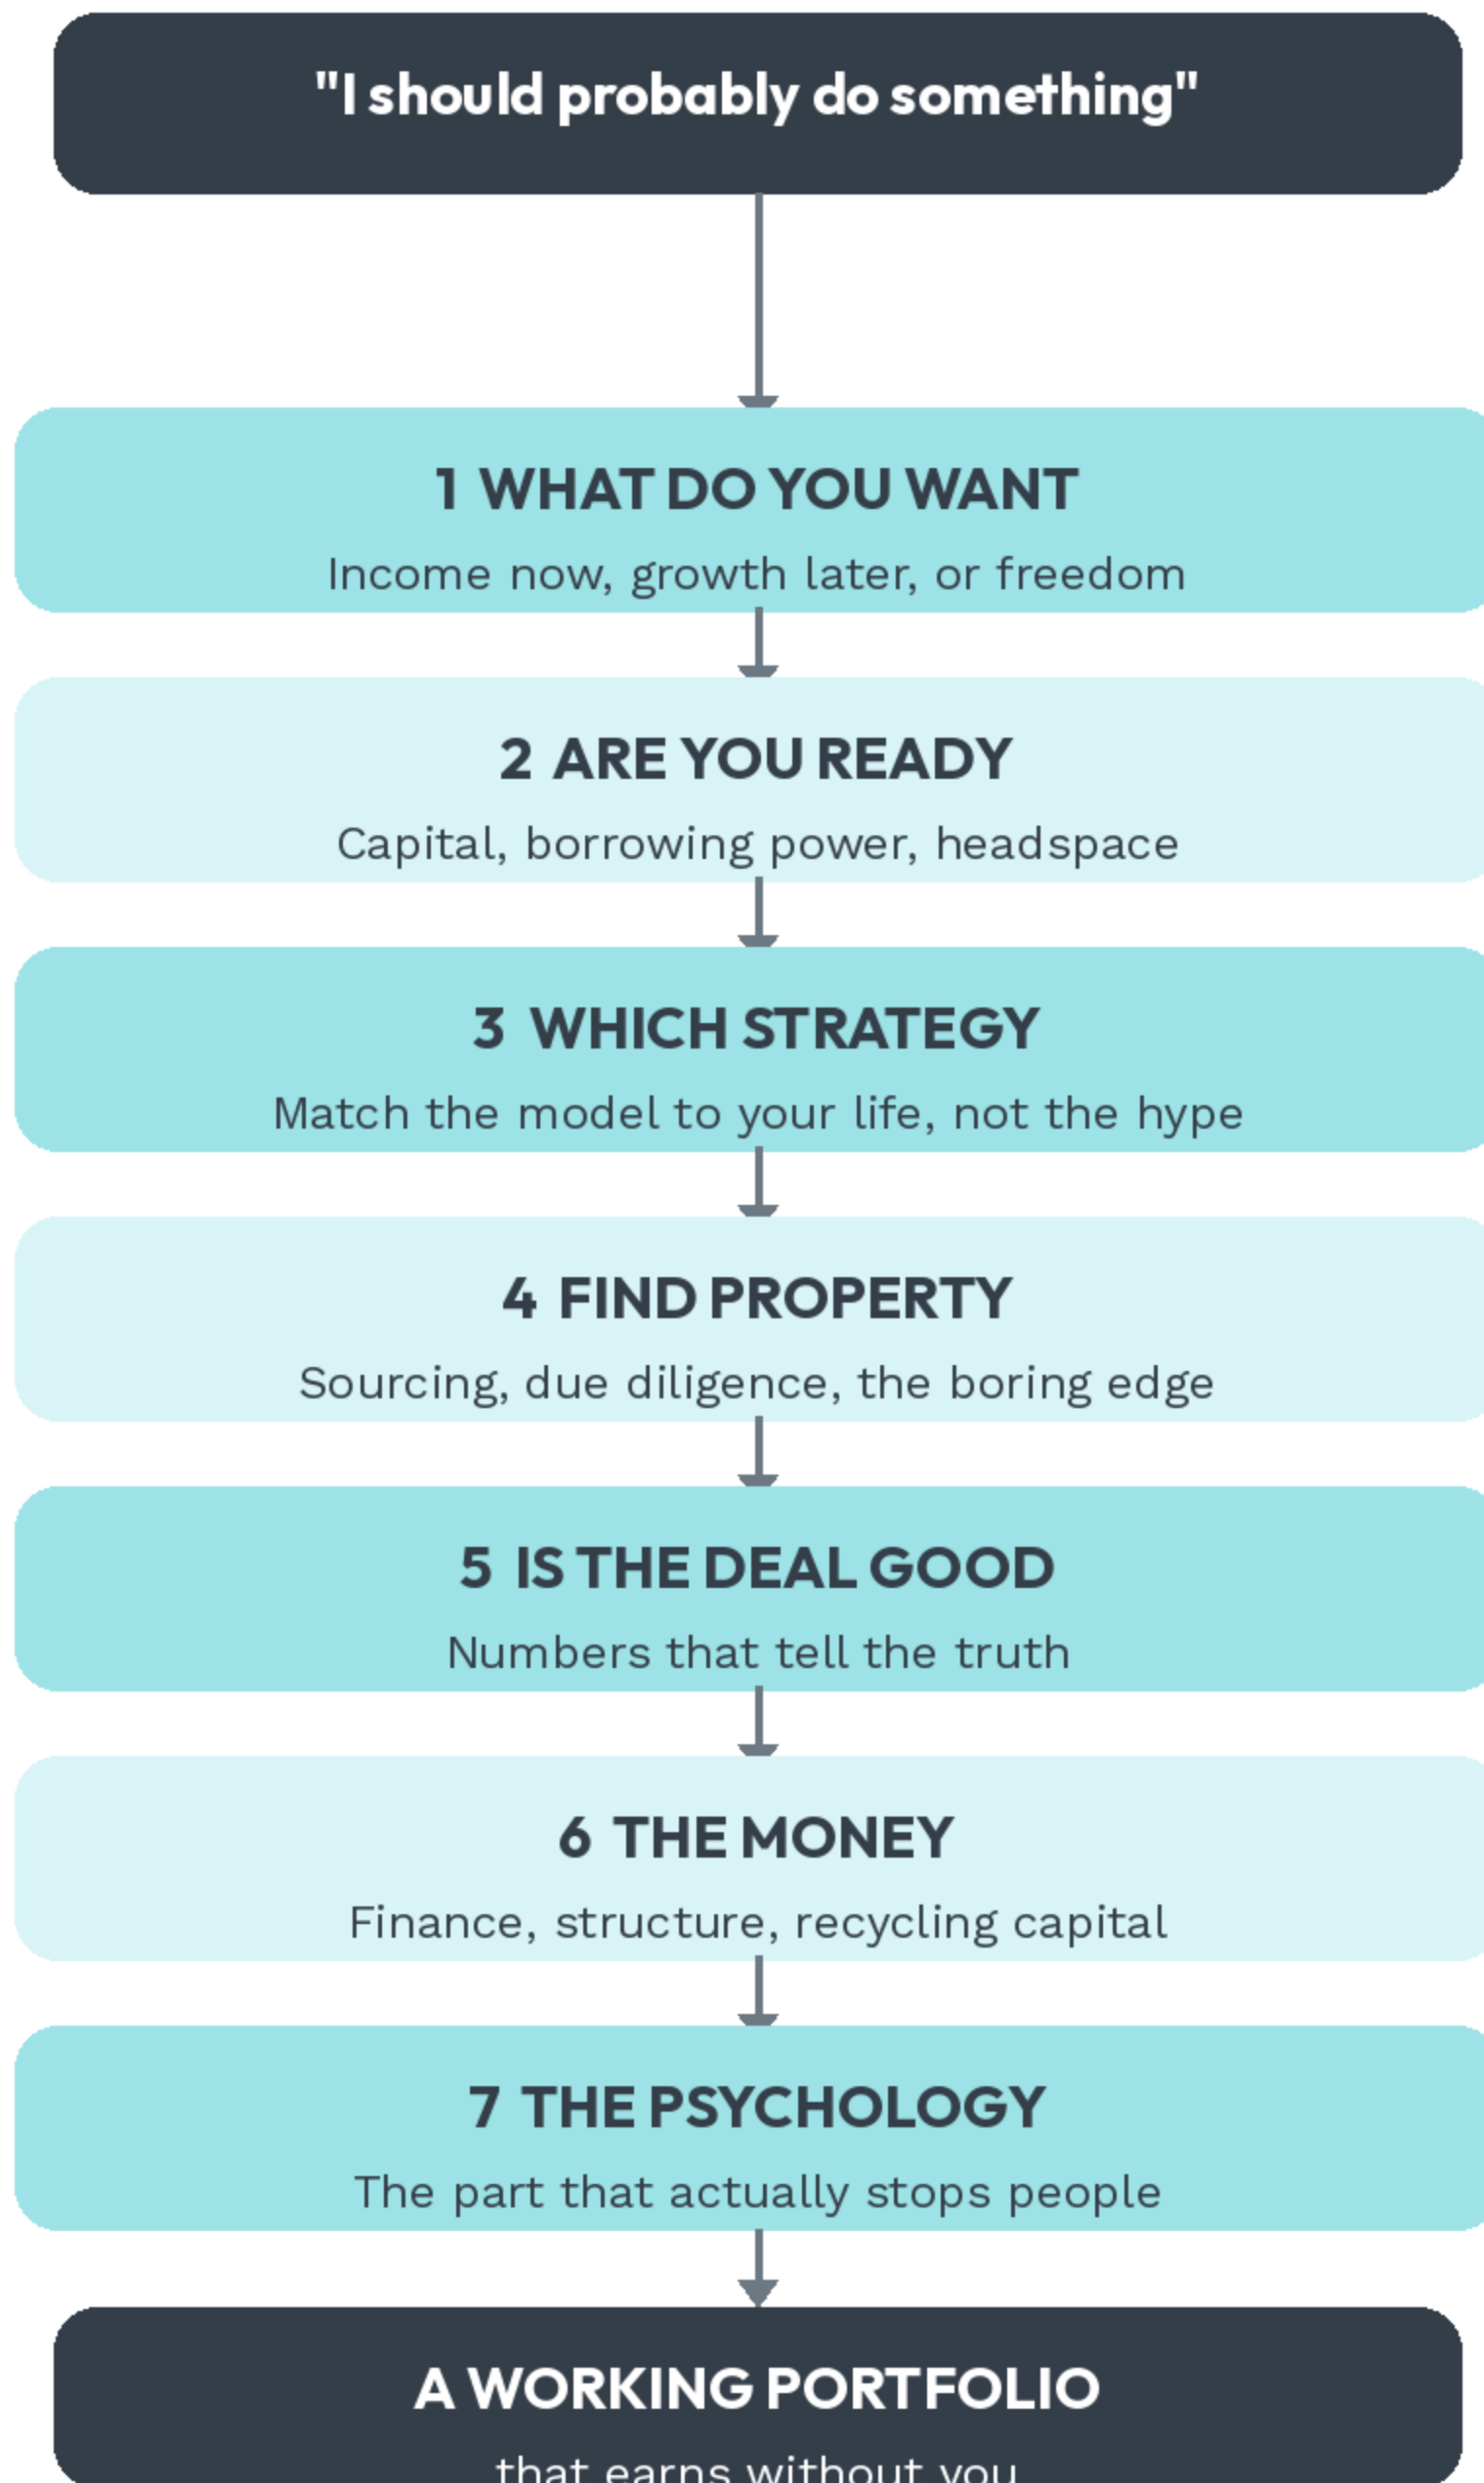 "I should probably do something"
1 WHAT DO YOU WANT
Income now, growth later, or freedom
2 ARE YOU READY
Capital, borrowing power, headspace
3 WHICH STRATEGY
Match the model to your life, not the hype
4 FIND PROPERTY
Sourcing, due diligence, the boring edge
5 IS THE DEAL GOOD
Numbers that tell the truth
6 THE MONEY
Finance, structure, recycling capital
7 THE PSYCHOLOGY
The part that actually stops people
A WORKING PORTFOLIO
that earns without you